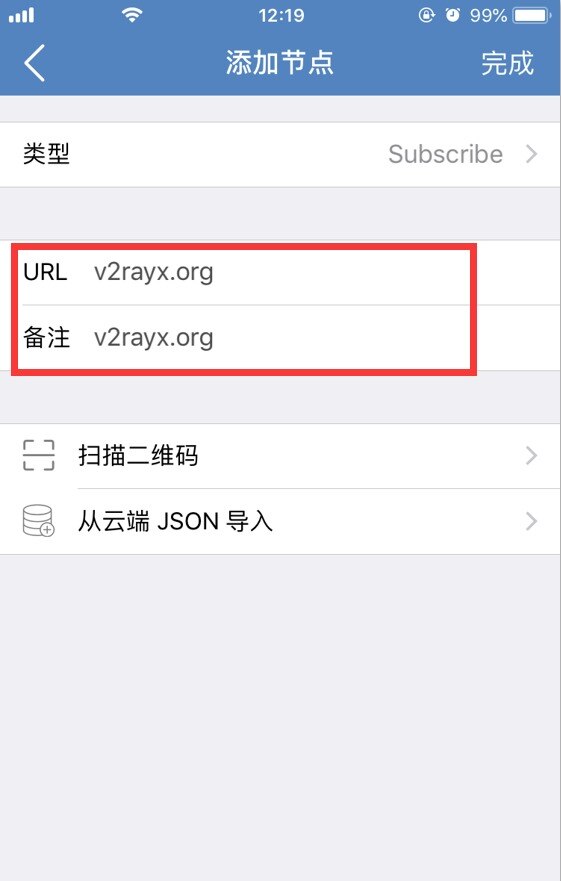 12:19 99%
添加节点 完成
类型 Subscribe
URL v2rayx.org
备注 v2rayx.org
扫描二维码
从云端 JSON 导入